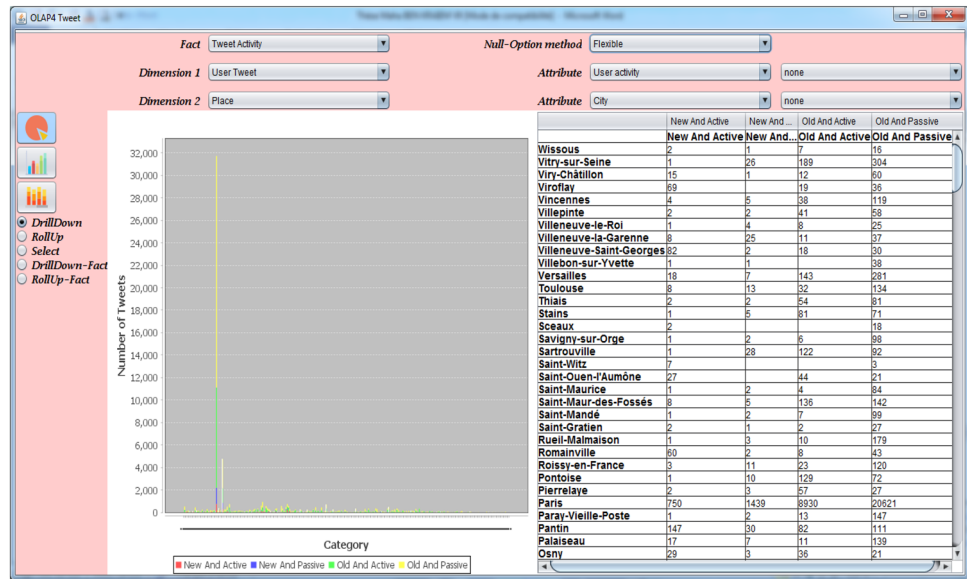 OLAP4 Tweet
Fact Tweet Activity Null-Option method Flexible
Dimension 1 User Tweet Attribute User activity none
Dimension 2 Place Attribute City none
DrillDown
RollUp
Select
DrillDown-Fact
RollUp-Fact
Number of Tweets
32,000
30,000
28,000
26,000
24,000
22,000
20,000
18,000
16,000
14,000
12,000
10,000
8,000
6,000
4,000
2,000
0
Category
New And Active New And Passive Old And Active Old And Passive
New And Active New And ... Old And Active Old And Passive
New And Active New And... Old And Active Old And Passive
Wissous 2 1 7 16
Vitry-sur-Seine 1 26 189 304
Viry-Châtillon 15 1 12 60
Viroflay 69 19 36
Vincennes 4 5 38 119
Villepinte 2 2 41 58
Villeneuve-le-Roi 1 4 8 25
Villeneuve-la-Garenne 8 25 11 37
Villeneuve-Saint-Georges 82 2 18 30
Villebon-sur-Yvette 1 1 38
Versailles 18 7 143 281
Toulouse 8 13 32 134
Thiais 2 2 54 81
Stains 1 5 81 71
Sceaux 2 18
Savigny-sur-Orge 1 2 6 98
Sartrouville 1 28 122 92
Saint-Witz 7 3
Saint-Ouen-l'Aumône 27 44 21
Saint-Maurice 1 2 4 84
Saint-Maur-des-Fossés 8 5 136 142
Saint-Mandé 1 2 7 99
Saint-Gratien 2 1 2 27
Rueil-Malmaison 1 3 10 179
Romainville 60 2 8 43
Roissy-en-France 3 11 23 120
Pontoise 1 10 129 72
Pierrelaye 2 3 57 27
Paris 750 1439 8930 20621
Paray-Vieille-Poste 1 2 13 147
Pantin 147 30 82 111
Palaiseau 17 7 11 139
Osny 29 3 36 21